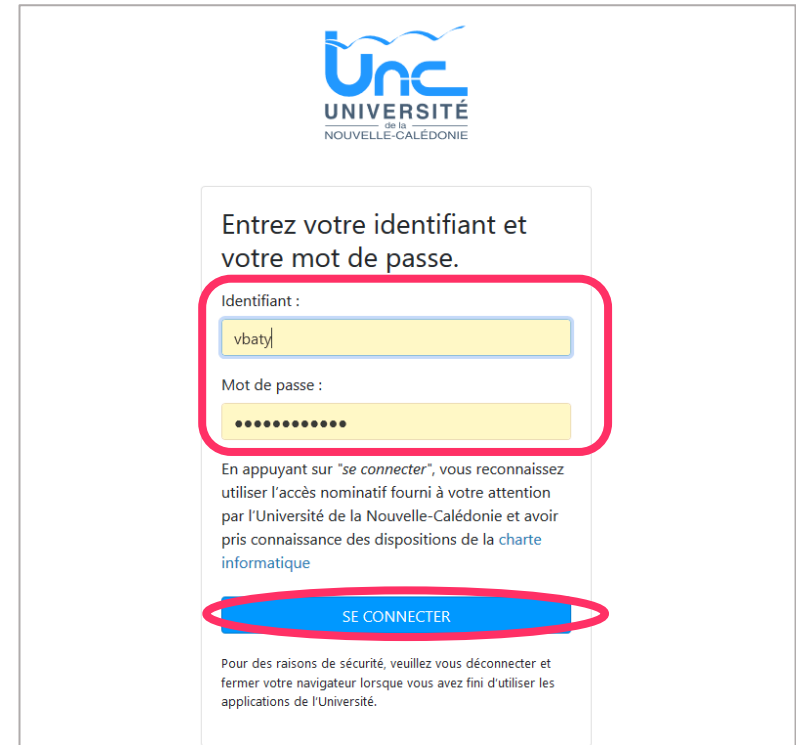 Unc
UNIVERSITÉ
de la
NOUVELLE-CALÉDONIE
Entrez votre identifiant et
votre mot de passe.
Identifiant :
vbaty
Mot de passe :
●●●●●●●●●●●●
En appuyant sur "se connecter", vous reconnaissez
utiliser l'accès nominatif fourni à votre attention
par l'Université de la Nouvelle-Calédonie et avoir
pris connaissance des dispositions de la charte
informatique
SE CONNECTER
Pour des raisons de sécurité, veuillez vous déconnecter et
fermer votre navigateur lorsque vous avez fini d'utiliser les
applications de l'Université.